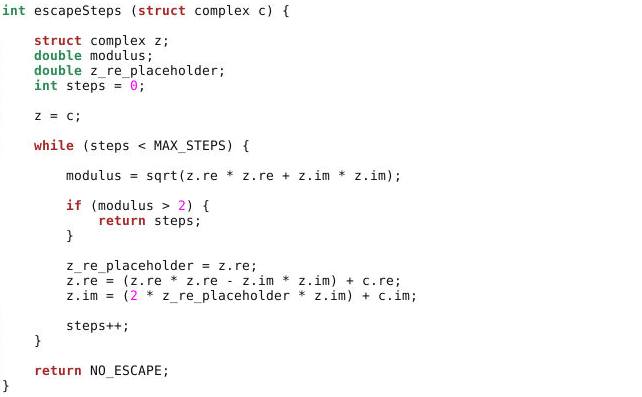 int escapeSteps (struct complex c) {
    struct complex z;
    double modulus;
    double z_re_placeholder;
    int steps = 0;
    z = c;
    while (steps < MAX_STEPS) {
        modulus = sqrt(z.re * z.re + z.im * z.im);
        if (modulus > 2) {
            return steps;
        }
        z_re_placeholder = z.re;
        z.re = (z.re * z.re - z.im * z.im) + c.re;
        z.im = (2 * z_re_placeholder * z.im) + c.im;
        steps++;
    }
    return NO_ESCAPE;
}